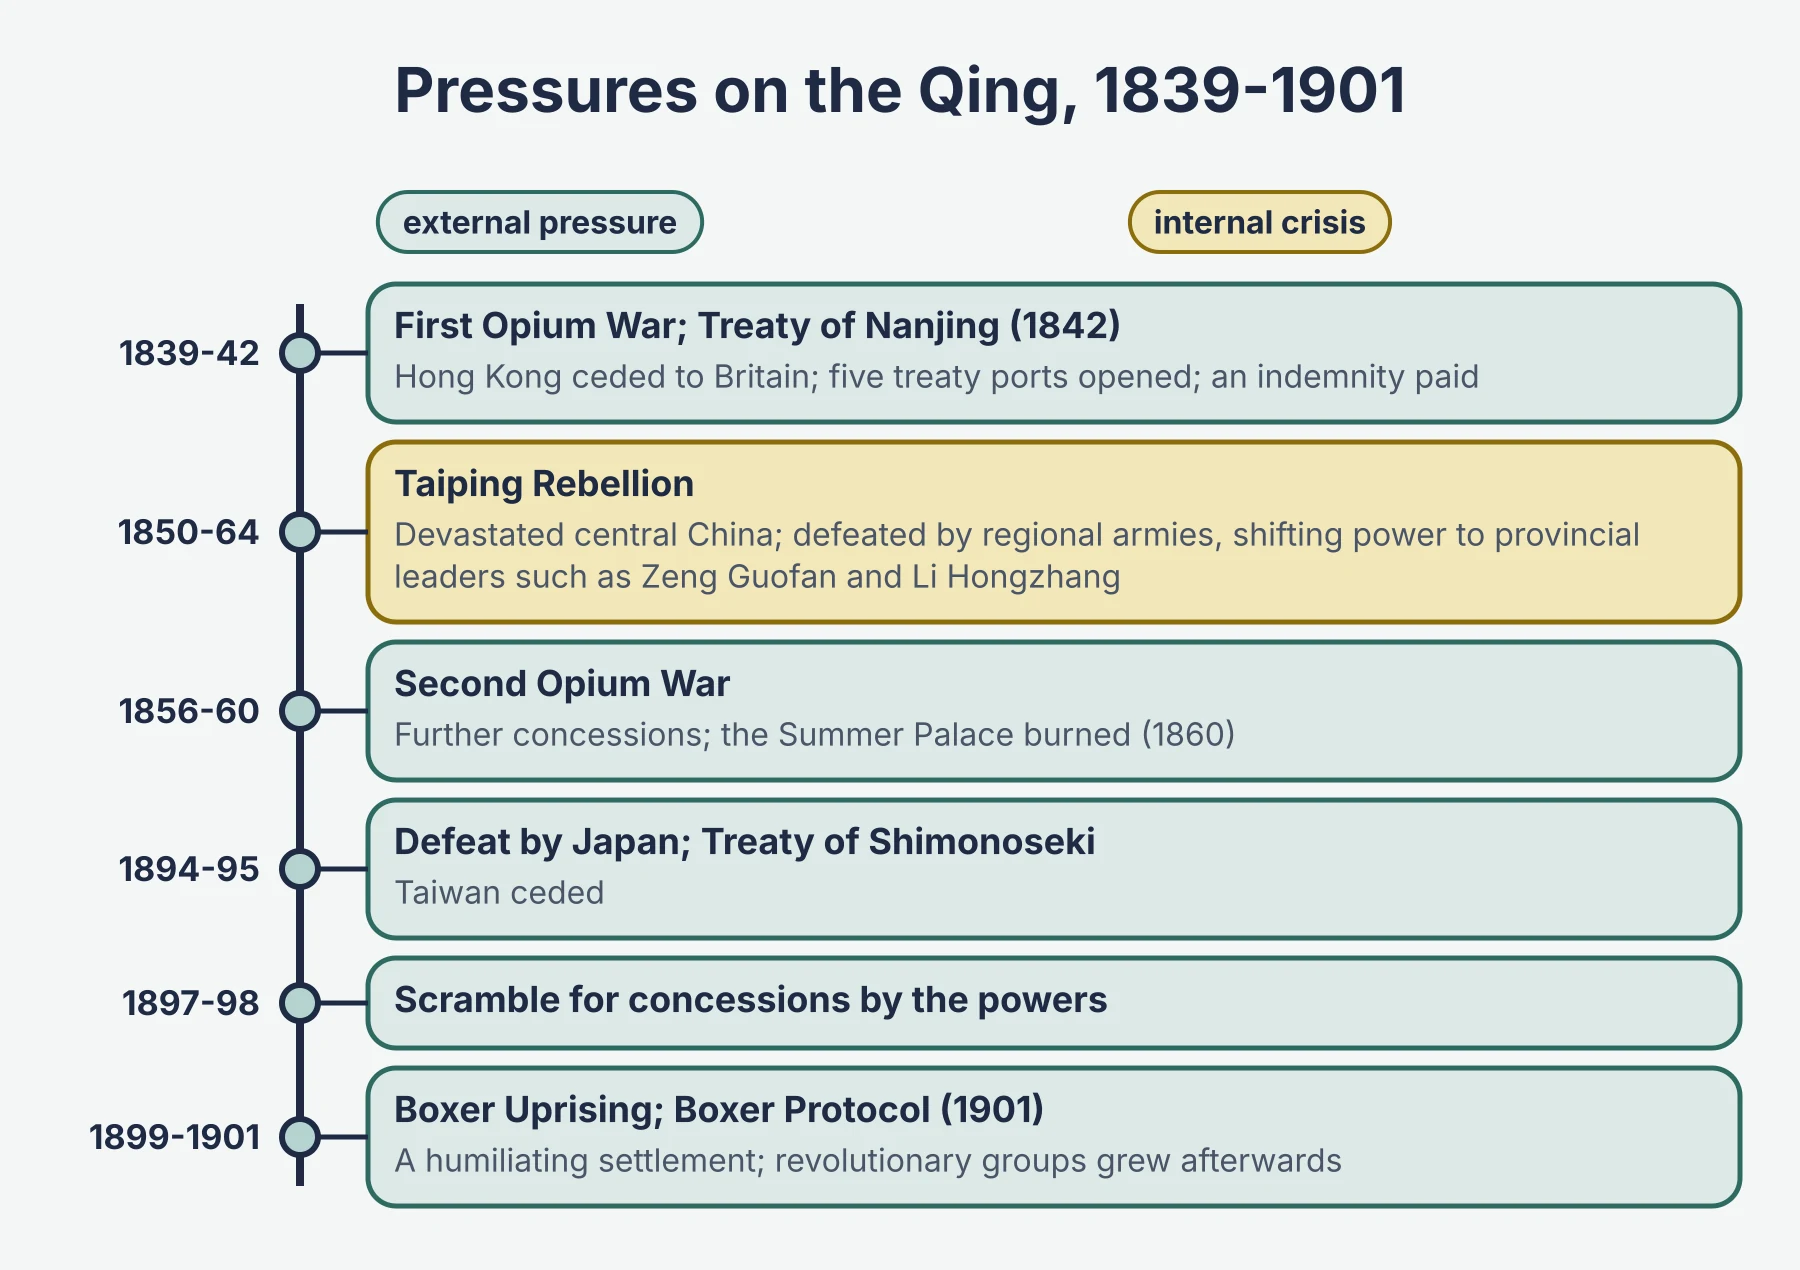 Pressures on the Qing, 1839-1901
external pressure
internal crisis
1839-42
First Opium War; Treaty of Nanjing (1842)
Hong Kong ceded to Britain; five treaty ports opened; an indemnity paid
1850-64
Taiping Rebellion
Devastated central China; defeated by regional armies, shifting power to provincial
leaders such as Zeng Guofan and Li Hongzhang
1856-60
Second Opium War
Further concessions; the Summer Palace burned (1860)
1894-95
Defeat by Japan; Treaty of Shimonoseki
Taiwan ceded
1897-98
Scramble for concessions by the powers
1899-1901
Boxer Uprising; Boxer Protocol (1901)
A humiliating settlement; revolutionary groups grew afterwards